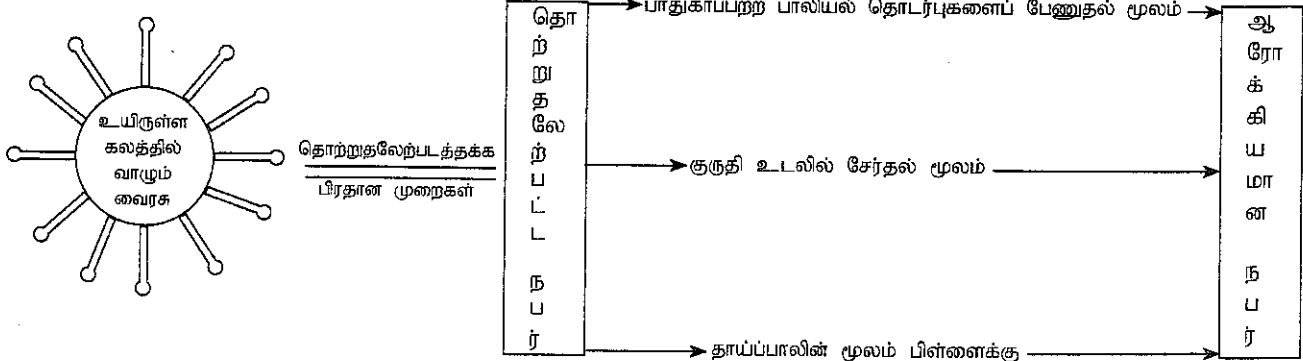 உயிருள்ள
கலத்தில்
வாழும்
வைரசு
தொற்றுதலேற்படத்தக்க
பிரதான முறைகள்
தொற்றுதலேற்பட்ட நபர்
பாதுகாப்பற்ற பாலியல் தொடர்புகளைப் பேணுதல் மூலம்
குருதி உடலில் சேர்தல் மூலம்
தாய்ப்பாலின் மூலம் பிள்ளைக்கு
ஆரோக்கியமான நபர்